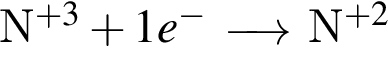 N⁺³ + 1e⁻ ⟶ N⁺²